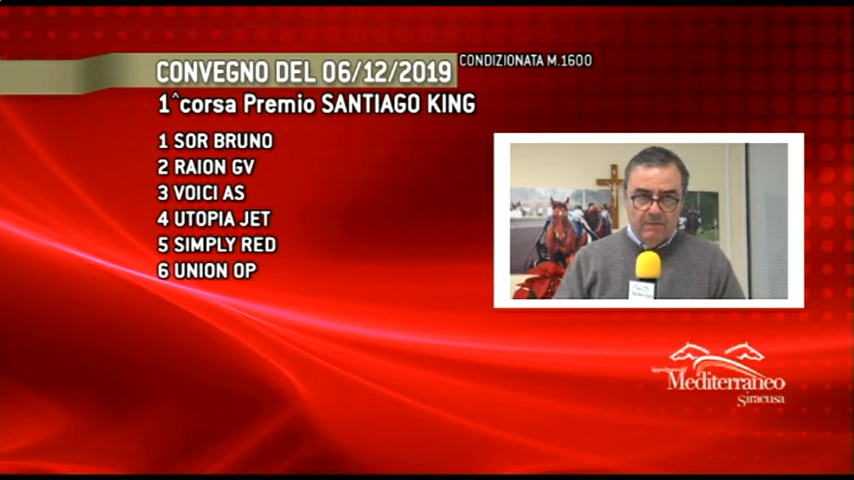 CONVEGNO DEL 06/12/2019
CONDIZIONATA M.1600
1^corsa Premio SANTIAGO KING
1 SOR BRUNO
2 RAION GV
3 VOICI AS
4 UTOPIA JET
5 SIMPLY RED
6 UNION OP
Mediterraneo
Siracusa